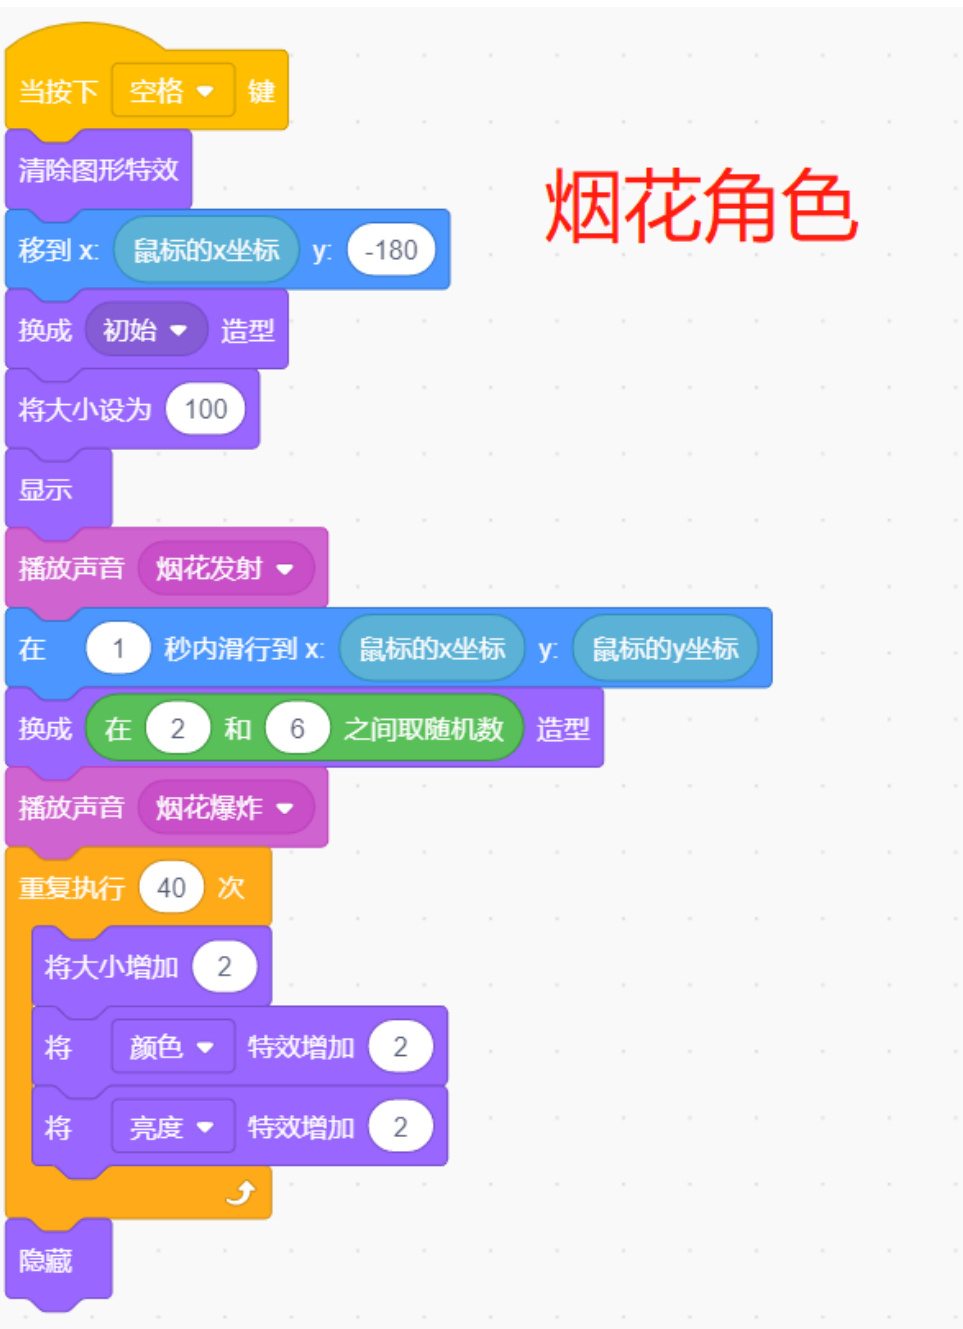 当按下 空格 键
清除图形特效
烟花角色
移到 x: 鼠标的x坐标 y: -180
换成 初始 造型
将大小设为 100
显示
播放声音 烟花发射
在 1 秒内滑行到 x: 鼠标的x坐标 y: 鼠标的y坐标
换成 在 2 和 6 之间取随机数 造型
播放声音 烟花爆炸
重复执行 40 次
将大小增加 2
将 颜色 特效增加 2
将 亮度 特效增加 2
隐藏